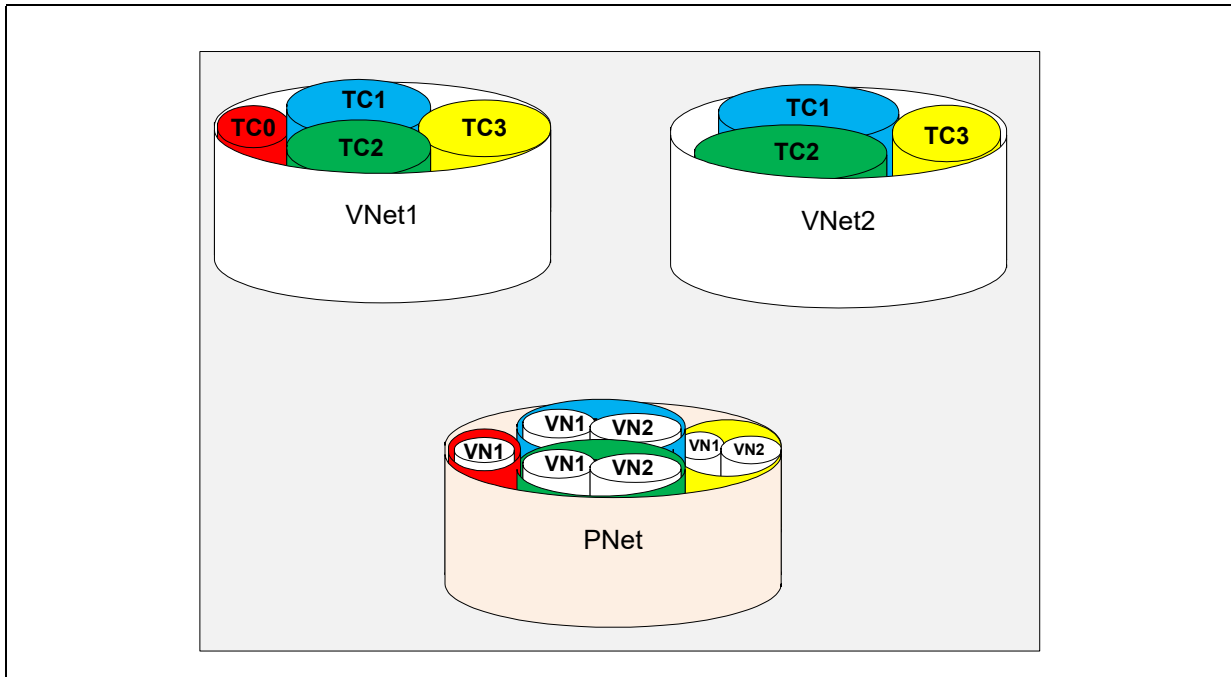 TC0 TC1 TC2 TC3
VNet1
TC1 TC2 TC3
VNet2
VN1 VN1 VN2 VN1 VN2 VN1 VN2
PNet